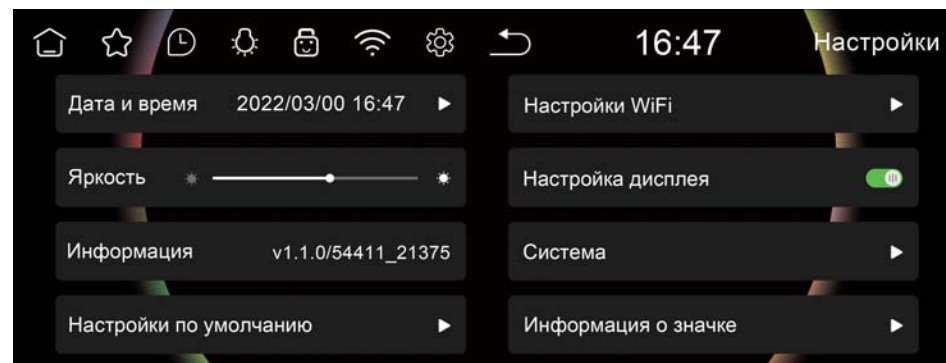 16:47 Настройки
Дата и время 2022/03/00 16:47
Настройки WiFi
Яркость
Настройка дисплея
Информация v1.1.0/54411_21375
Система
Настройки по умолчанию
Информация о значке